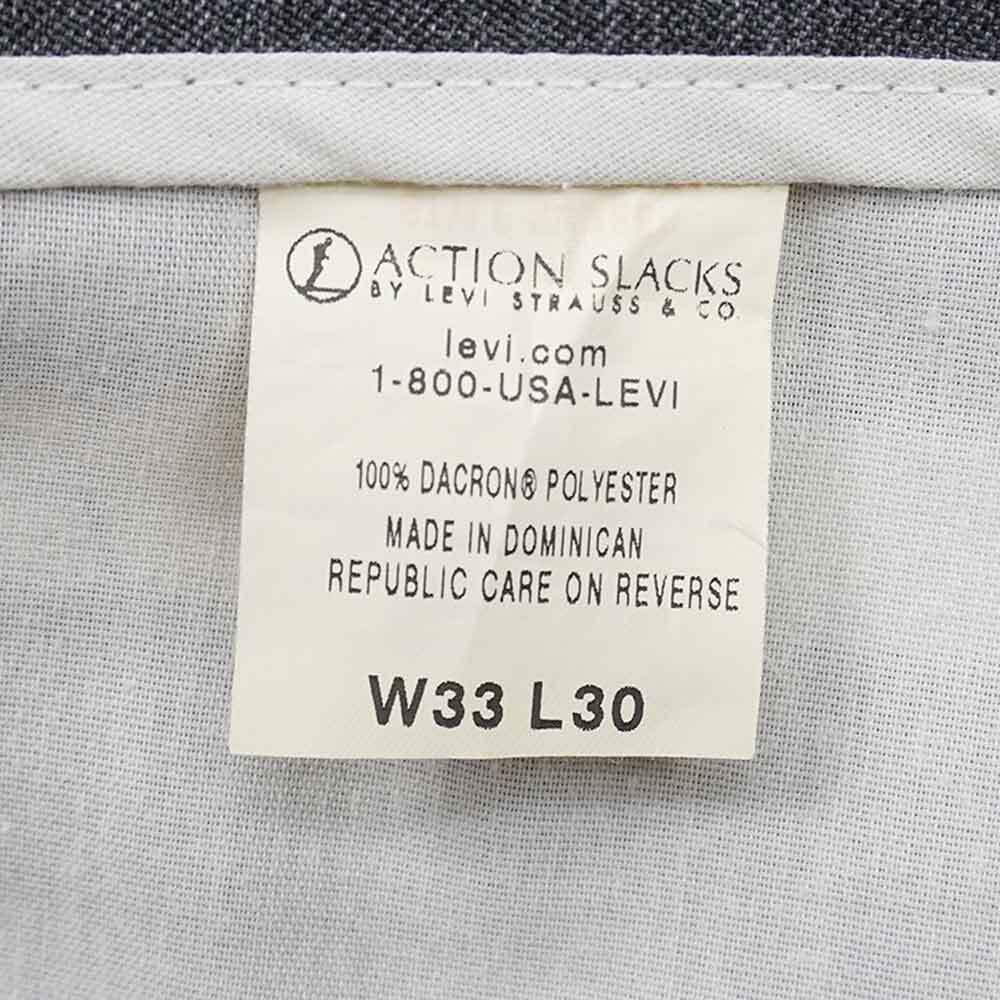 ACTION SLACKS
BY LEVI STRAUSS & CO.
levi.com
1-800-USA-LEVI
100% DACRON® POLYESTER
MADE IN DOMINICAN
REPUBLIC CARE ON REVERSE
W33 L30